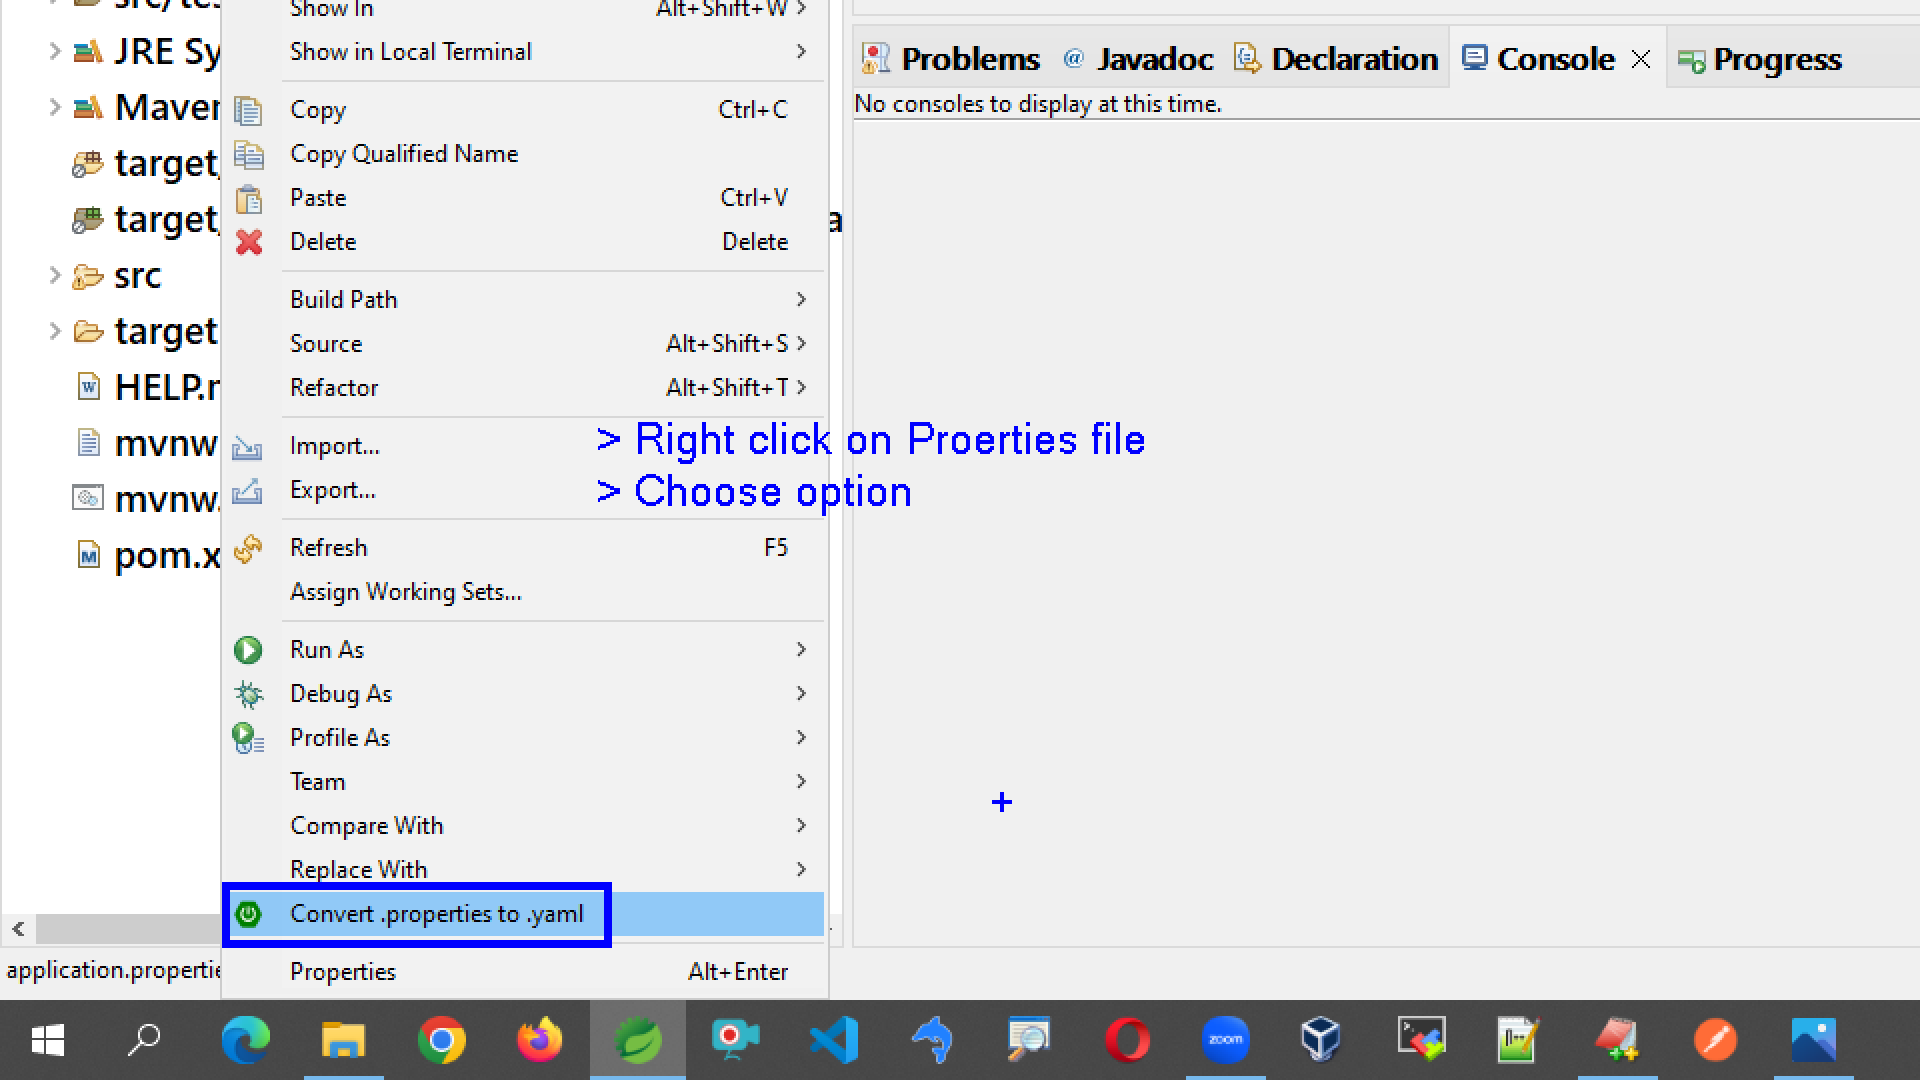 JRE Sy
Maven
target
target
src
target
HELP.m
mvnw
mvnw.
pom.x
application.properti
Show In Alt+Shift+W
Show in Local Terminal
Copy Ctrl+C
Copy Qualified Name
Paste Ctrl+V
Delete Delete
Build Path
Source Alt+Shift+S
Refactor Alt+Shift+T
Import...
Export...
Refresh F5
Assign Working Sets...
Run As
Debug As
Profile As
Team
Compare With
Replace With
Convert .properties to .yaml
Properties Alt+Enter
> Right click on Proerties file
> Choose option
Problems Javadoc Declaration Console Progress
No consoles to display at this time.
zoom